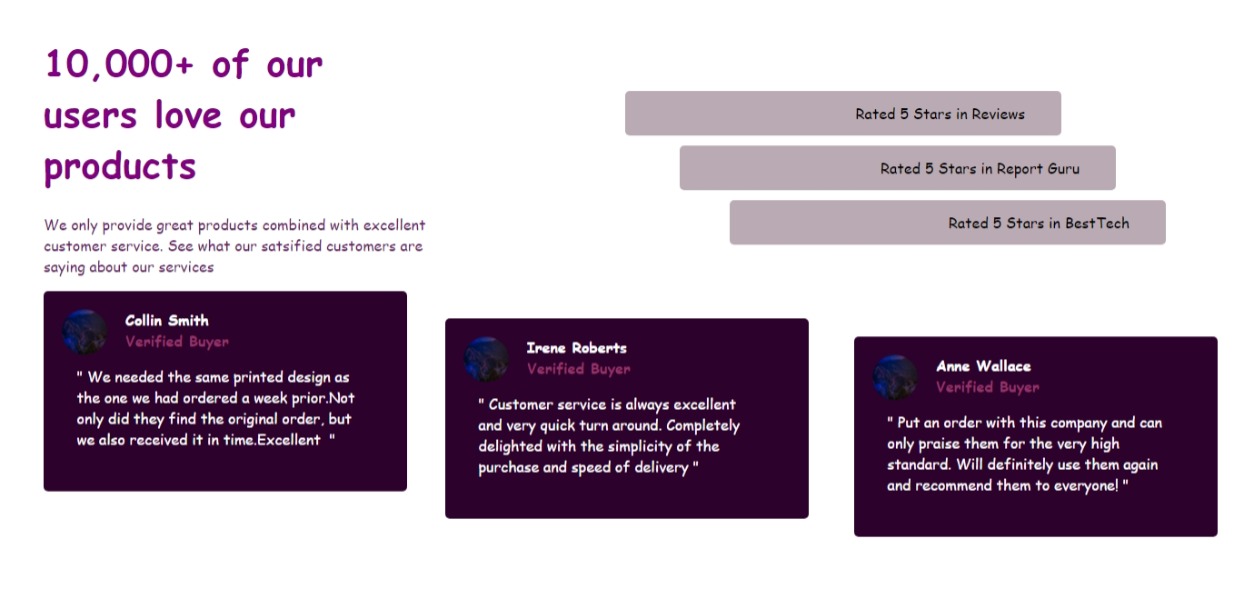 10,000+ of our
users love our
products
We only provide great products combined with excellent
customer service. See what our satsified customers are
saying about our services
Rated 5 Stars in Reviews
Rated 5 Stars in Report Guru
Rated 5 Stars in BestTech
Collin Smith
Verified Buyer
" We needed the same printed design as
the one we had ordered a week prior.Not
only did they find the original order, but
we also received it in time.Excellent "
Irene Roberts
Verified Buyer
" Customer service is always excellent
and very quick turn around. Completely
delighted with the simplicity of the
purchase and speed of delivery "
Anne Wallace
Verified Buyer
" Put an order with this company and can
only praise them for the very high
standard. Will definitely use them again
and recommend them to everyone! "